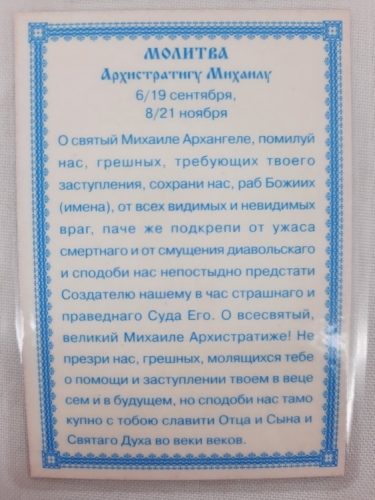 МОЛИТВА
Архистратигу Михаилу
6/19 сентября,
8/21 ноября
О святый Михаиле Архангеле, помилуй
нас, грешных, требующих твоего
заступления, сохрани нас, раб Божиих
(имена), от всех видимых и невидимых
враг, паче же подкрепи от ужаса
смертнаго и от смущения диавольскаго
и сподоби нас непостыдно предстати
Создателю нашему в час страшнаго и
праведнаго Суда Его. О всесвятый,
великий Михаиле Архистратиже! Не
презри нас, грешных, молящихся тебе
о помощи и заступлении твоем в веце
сем и в будущем, но сподоби нас тамо
купно с тобою славити Отца и Сына и
Святаго Духа во веки веков.